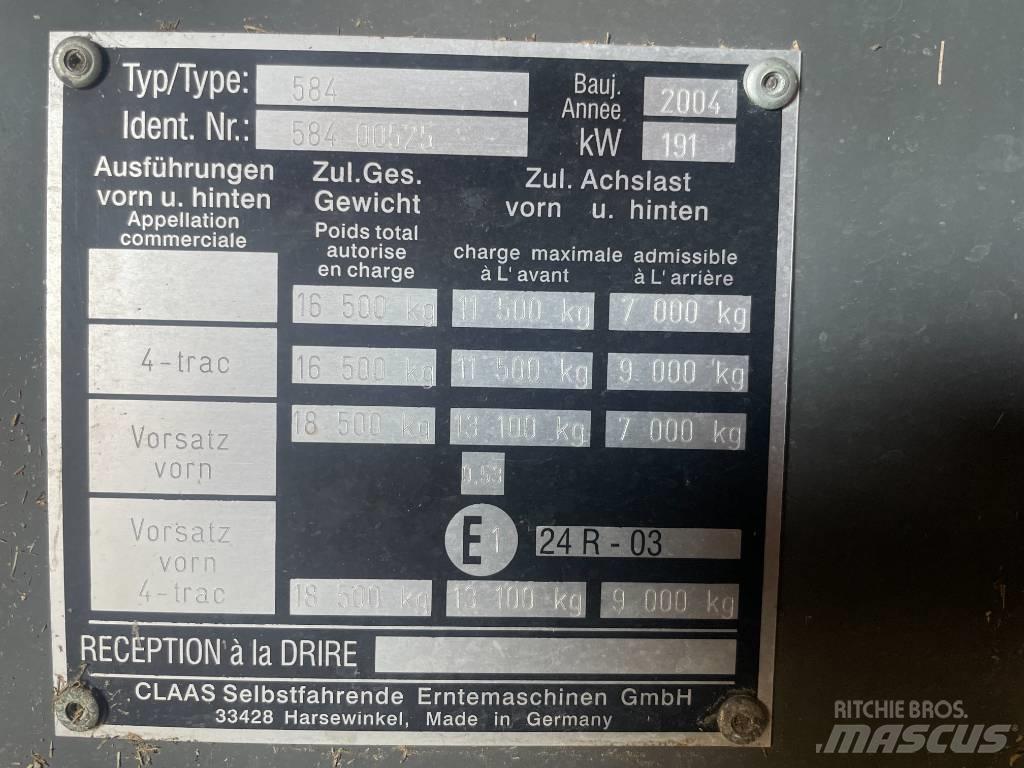 Typ/Type: 584 Bauj. Année 2004
Ident. Nr.: 584 00525 kW 191
Ausführungen vorn u. hinten
Appellation commerciale
Zul.Ges. Gewicht
Poids total autorise en charge
Zul. Achslast
vorn u. hinten
charge maximale admissible
à L'avant à L'arrière
16 500 kg 11 500 kg 7 000 kg
4-trac 16 500 kg 11 500 kg 9 000 kg
Vorsatz vorn 18 500 kg 13 100 kg 7 000 kg
0,53
E1 24 R - 03
Vorsatz vorn 4-trac 18 500 kg 13 100 kg 9 000 kg
RECEPTION à la DRIRE
CLAAS Selbstfahrende Erntemaschinen GmbH
33428 Harsewinkel, Made in Germany
RITCHIE BROS.
MASCUS